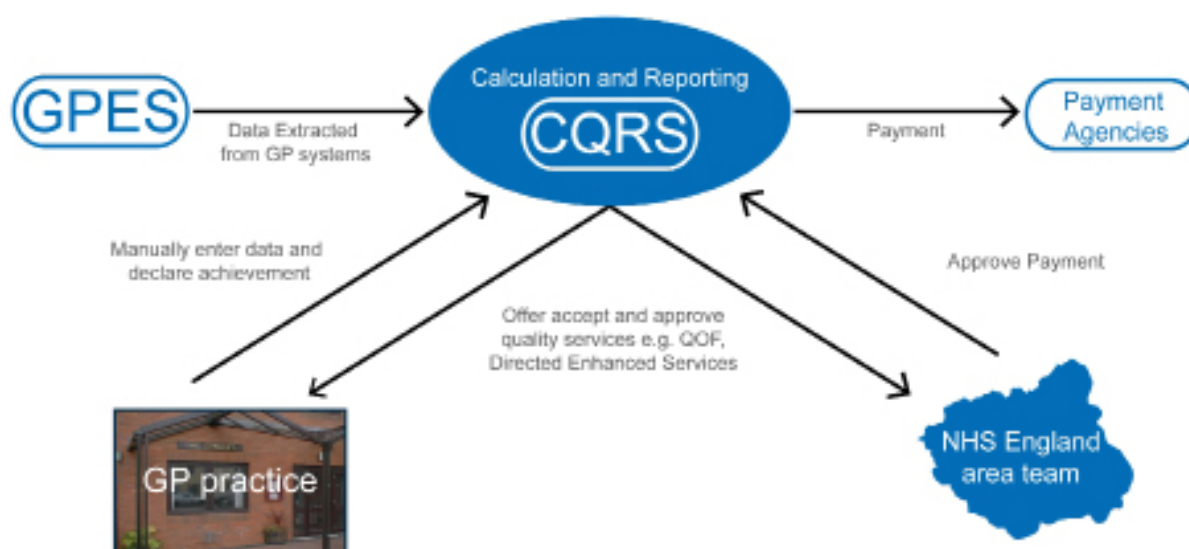 Calculation and Reporting
GPES
CQRS
Payment
Agencies
Data Extracted
from GP systems
Payment
Manually enter data and
declare achievement
Approve Payment
Offer accept and approve
quality services e.g. QOF,
Directed Enhanced Services
GP practice
NHS England
area team